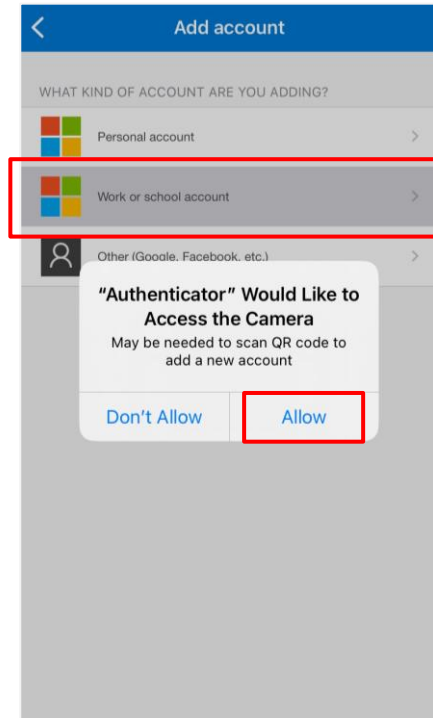 Add account
WHAT KIND OF ACCOUNT ARE YOU ADDING?
Personal account
Work or school account
Other (Google, Facebook, etc.)
“Authenticator” Would Like to
Access the Camera
May be needed to scan QR code to
add a new account
Don’t Allow
Allow